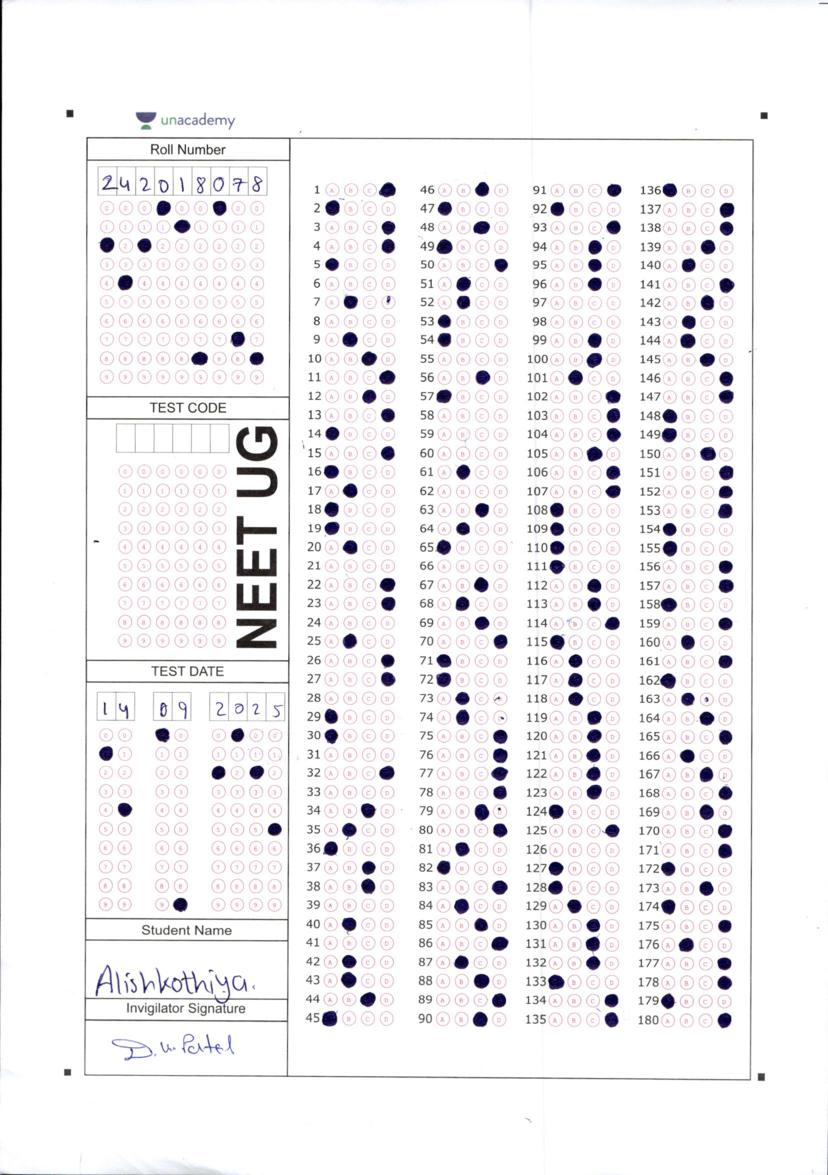 unacademy
Roll Number
242018078
TEST CODE
NEET UG
TEST DATE
14 09 2025
Student Name
Alishkothiya.
Invigilator Signature
1 A B C
2 B C D
3 A B C
4 A B C
5 B C D
6 A B C D
7 A C D
8 A B C D
9 A C D
10 A B D
11 A B C
12 A B D
13 A B C
14 B C D
15 A B C
16 B C D
17 A C D
18 B C D
19 B C D
20 A C D
21 A B C D
22 A B C
23 A B C
24 A B C D
25 A C D
26 A B C
27 A B C
28 A B C D
29 B C D
30 B C D
31 A B C D
32 A B C
33 A B C D
34 A B D
35 A C D
36 B C D
37 A B D
38 A B D
39 A B C D
40 A C D
41 A B C D
42 A C D
43 A C D
44 A B D
45 B C D
46 A B D
47 B C D
48 A B D
49 B C D
50 A B C
51 A C D
52 A C D
53 B C D
54 B C D
55 A B C D
56 A B D
57 B C D
58 A B C D
59 A B C D
60 A B C D
61 A C D
62 A B C D
63 A B D
64 A C D
65 B C D
66 A B C D
67 A B D
68 A C D
69 A B D
70 A B C
71 B C D
72 B C D
73 A C
74 A C D
75 A B C
76 A B C
77 A B C
78 A B C
79 A B
80 A B C
81 A C D
82 B C D
83 A B C
84 A C D
85 A B D
86 A B C
87 A C D
88 A B D
89 A B C
90 A B D
91 A B C
92 B C D
93 A B C
94 A B D
95 A B D
96 A B D
97 A B C D
98 A B C D
99 A B D
100 A B D
101 A C D
102 A B C
103 A B C
104 A B C
105 A B D
106 A B C
107 A B C
108 B C D
109 B C D
110 B C D
111 B C D
112 A B D
113 A B D
114 A B C
115 B C D
116 A C D
117 A C D
118 A C D
119 A B D
120 A B D
121 A B D
122 A B D
123 A B D
124 B C D
125 A B C
126 A B C D
127 B C D
128 B C D
129 A C D
130 A B D
131 A B D
132 A B D
133 B C D
134 A B C
135 A B C
136 B C D
137 A B C
138 A B C
139 A B D
140 A C D
141 A B C
142 A B D
143 A C D
144 A C D
145 A B D
146 A B C
147 A B C
148 B C D
149 B C D
150 A B D
151 A B C
152 A B C
153 A B C
154 B C D
155 B C D
156 A B C
157 A B C
158 B C D
159 A B C
160 A C D
161 A B C
162 B C D
163 A D
164 A B D
165 A B C
166 A C D
167 A B D
168 A B C
169 A B D
170 A B C
171 A B C
172 B C D
173 A B D
174 B C D
175 A B C
176 A C D
177 A B C
178 A B C
179 B C D
180 A B C